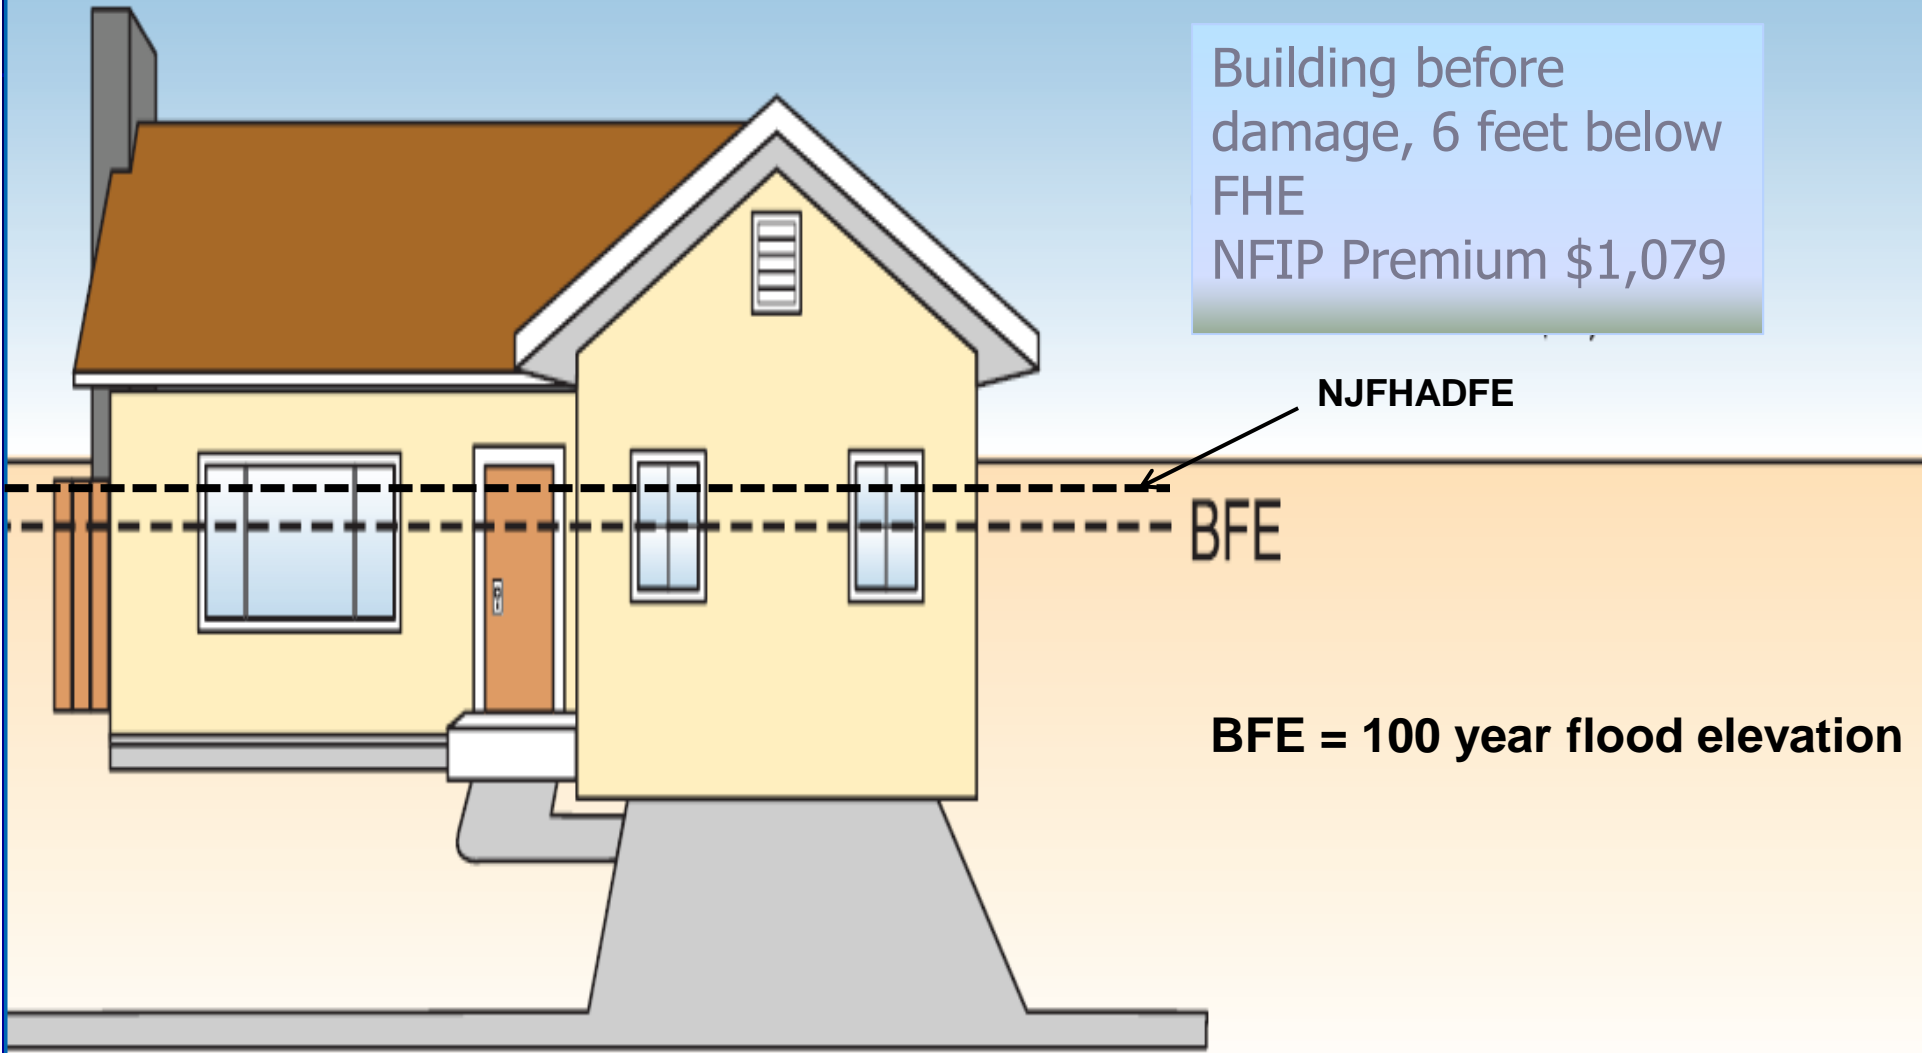 Building before
damage, 6 feet below
FHE
NFIP Premium $1,079
NJFHADFE
BFE
BFE = 100 year flood elevation